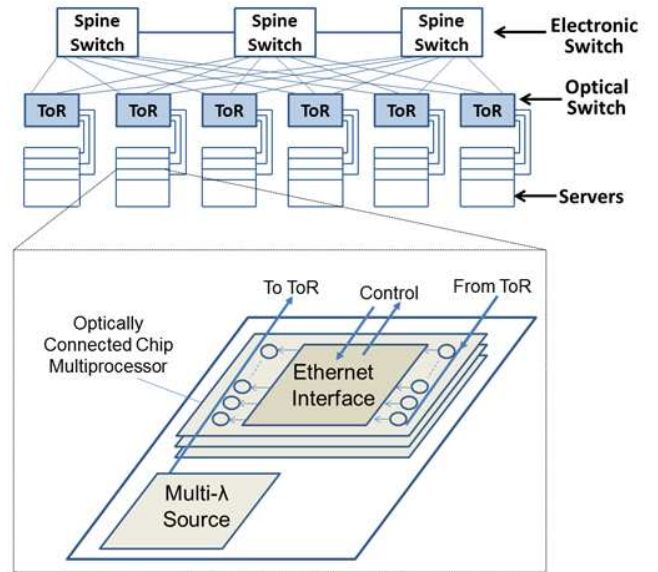 Spine Switch
Spine Switch
Spine Switch
Electronic Switch
ToR
ToR
ToR
ToR
ToR
ToR
Optical Switch
Servers
To ToR
Control
From ToR
Optically
Connected Chip
Multiprocessor
Ethernet
Interface
Multi-λ
Source